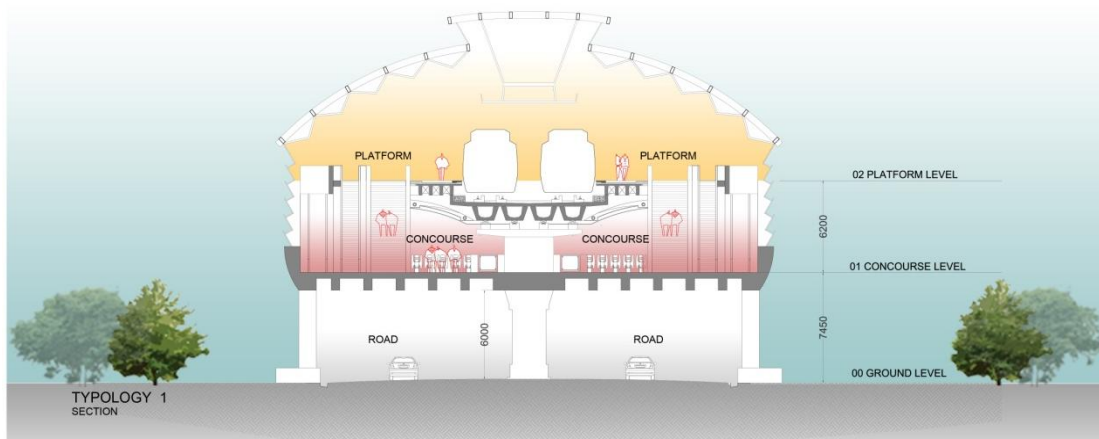 PLATFORM
PLATFORM
02 PLATFORM LEVEL
6200
CONCOURSE
CONCOURSE
01 CONCOURSE LEVEL
7450
6000
ROAD
ROAD
00 GROUND LEVEL
TYPOLOGY 1
SECTION